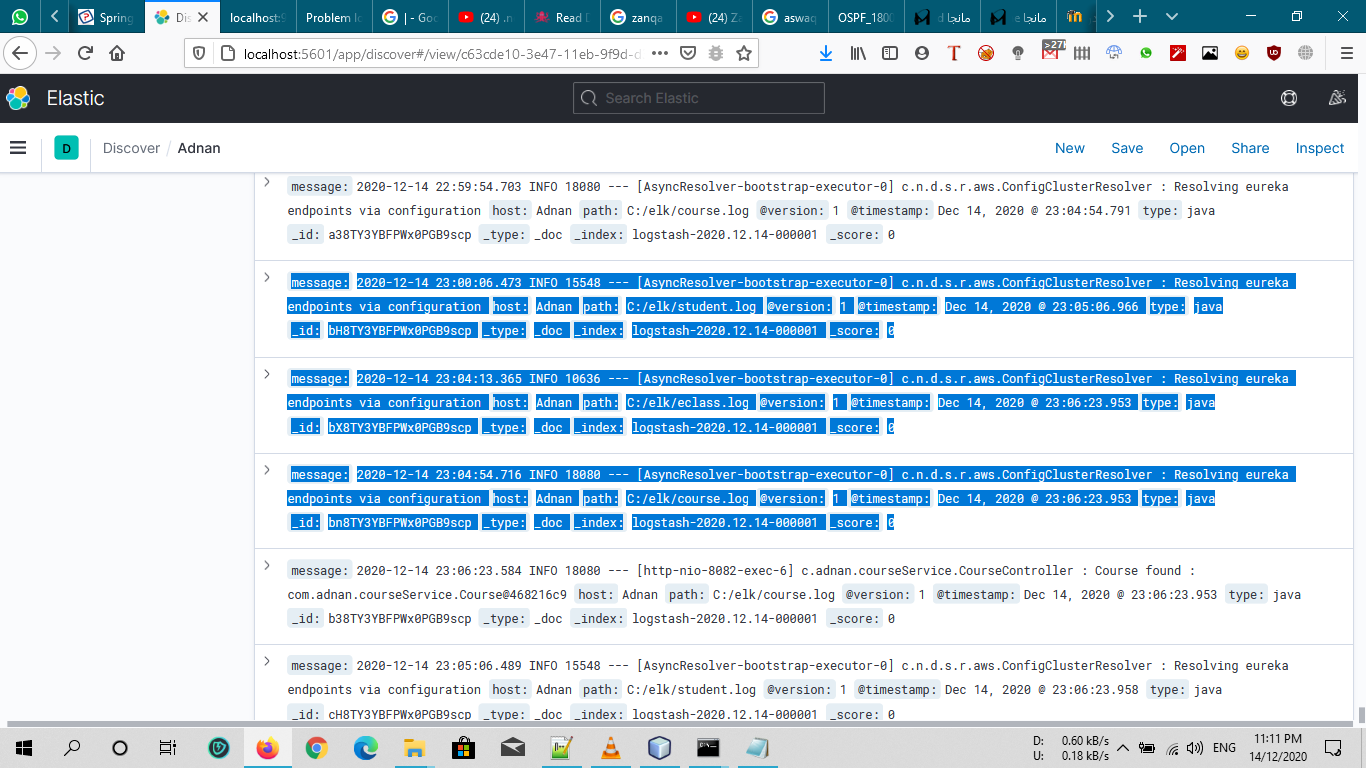 Spring
Dis
localhost:5
Problem lo
| - Goo
(24) .n
Read D
zanqa
(24) Za
aswaq
OSPF_1800
مانجا d
مانجا e
localhost:5601/app/discover#/view/c63cde10-3e47-11eb-9f9d-d
>27
Elastic
Search Elastic
D
Discover / Adnan
New Save Open Share Inspect
message: 2020-12-14 22:59:54.703 INFO 18080 --- [AsyncResolver-bootstrap-executor-0] c.n.d.s.r.aws.ConfigClusterResolver : Resolving eureka
endpoints via configuration host: Adnan path: C:/elk/course.log @version: 1 @timestamp: Dec 14, 2020 @ 23:04:54.791 type: java
_id: a38TY3YBFPWx0PGB9scp _type: _doc _index: logstash-2020.12.14-000001 _score: 0
message: 2020-12-14 23:00:06.473 INFO 15548 --- [AsyncResolver-bootstrap-executor-0] c.n.d.s.r.aws.ConfigClusterResolver : Resolving eureka
endpoints via configuration host: Adnan path: C:/elk/student.log @version: 1 @timestamp: Dec 14, 2020 @ 23:05:06.966 type: java
_id: bH8TY3YBFPWx0PGB9scp _type: _doc _index: logstash-2020.12.14-000001 _score: 0
message: 2020-12-14 23:04:13.365 INFO 10636 --- [AsyncResolver-bootstrap-executor-0] c.n.d.s.r.aws.ConfigClusterResolver : Resolving eureka
endpoints via configuration host: Adnan path: C:/elk/eclass.log @version: 1 @timestamp: Dec 14, 2020 @ 23:06:23.953 type: java
_id: bX8TY3YBFPWx0PGB9scp _type: _doc _index: logstash-2020.12.14-000001 _score: 0
message: 2020-12-14 23:04:54.716 INFO 18080 --- [AsyncResolver-bootstrap-executor-0] c.n.d.s.r.aws.ConfigClusterResolver : Resolving eureka
endpoints via configuration host: Adnan path: C:/elk/course.log @version: 1 @timestamp: Dec 14, 2020 @ 23:06:23.953 type: java
_id: bn8TY3YBFPWx0PGB9scp _type: _doc _index: logstash-2020.12.14-000001 _score: 0
message: 2020-12-14 23:06:23.584 INFO 18080 --- [http-nio-8082-exec-6] c.adnan.courseService.CourseController : Course found :
com.adnan.courseService.Course@468216c9 host: Adnan path: C:/elk/course.log @version: 1 @timestamp: Dec 14, 2020 @ 23:06:23.953 type: java
_id: b38TY3YBFPWx0PGB9scp _type: _doc _index: logstash-2020.12.14-000001 _score: 0
message: 2020-12-14 23:05:06.489 INFO 15548 --- [AsyncResolver-bootstrap-executor-0] c.n.d.s.r.aws.ConfigClusterResolver : Resolving eureka
endpoints via configuration host: Adnan path: C:/elk/student.log @version: 1 @timestamp: Dec 14, 2020 @ 23:06:23.958 type: java
_id: cH8TY3YBFPWx0PGB9scp _type: _doc _index: logstash-2020.12.14-000001 _score: 0
D: 0.60 kB/s
U: 0.18 kB/s
ENG
11:11 PM
14/12/2020